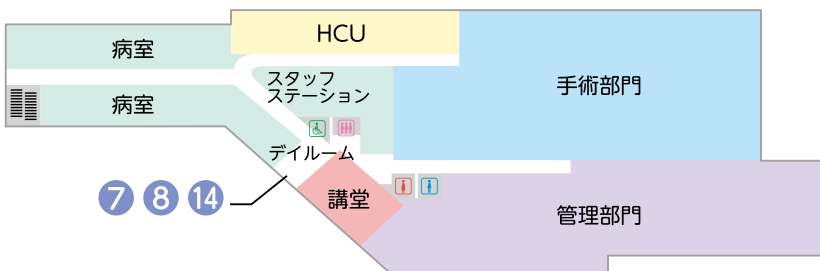 HCU
病室
スタッフ
ステーション
手術部門
病室
デイルーム
7 8 14
講堂
管理部門